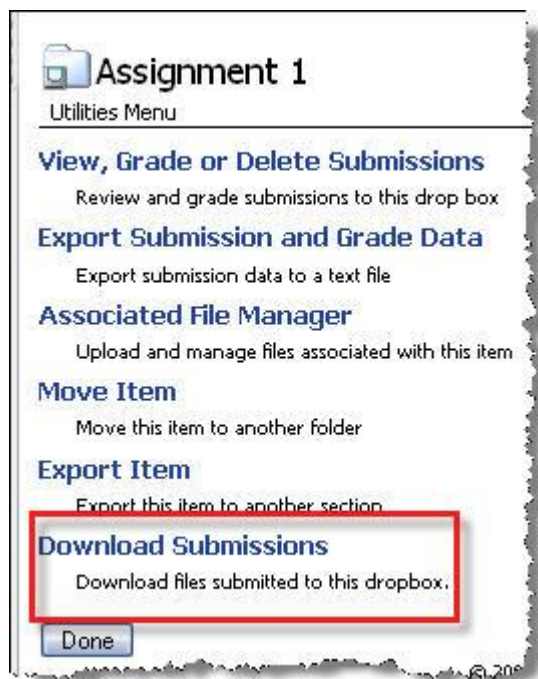 Assignment 1
Utilities Menu
View, Grade or Delete Submissions
Review and grade submissions to this drop box
Export Submission and Grade Data
Export submission data to a text file
Associated File Manager
Upload and manage files associated with this item
Move Item
Move this item to another folder
Export Item
Export this item to another section
Download Submissions
Download files submitted to this dropbox.
Done